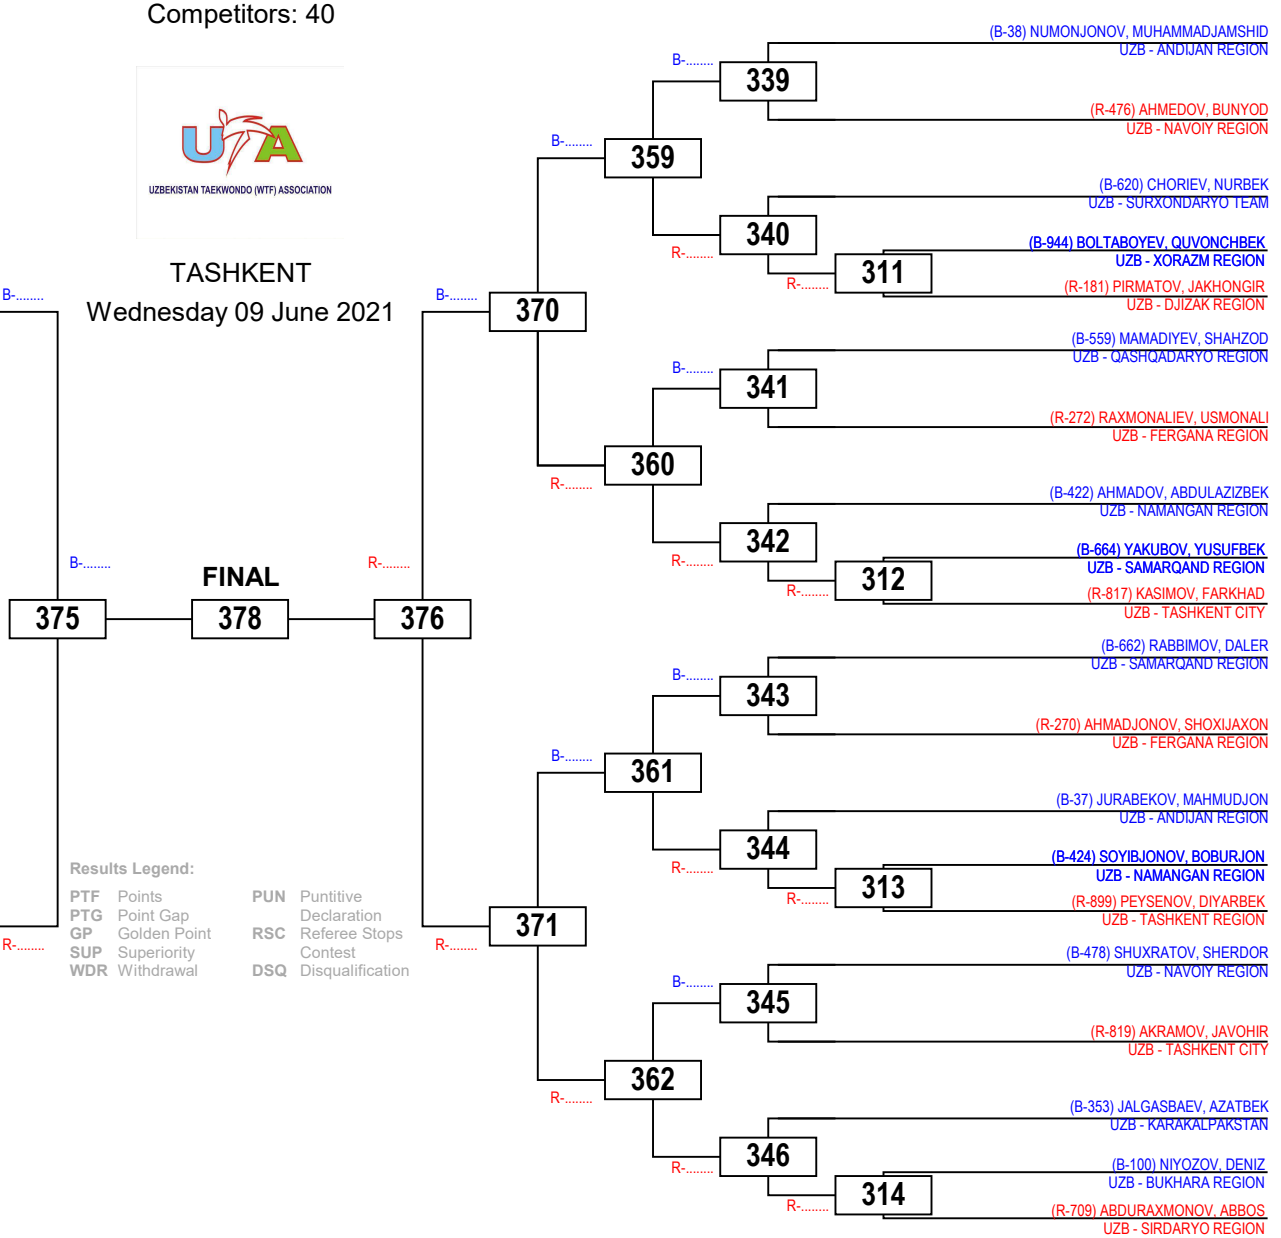 Competitors: 40
UTA
UZBEKISTAN TAEKWONDO (WTF) ASSOCIATION
TASHKENT
Wednesday 09 June 2021
(B-38) NUMONJONOV, MUHAMMADJAMSHID
UZB - ANDIJAN REGION
B-........
339
(R-476) AHMEDOV, BUNYOD
UZB - NAVOIY REGION
B-........
359
(B-620) CHORIEV, NURBEK
UZB - SURXONDARYO TEAM
340
R-........
(B-944) BOLTABOYEV, QUVONCHBEK
UZB - XORAZM REGION
311
R-........
(R-181) PIRMATOV, JAKHONGIR
UZB - DJIZAK REGION
B-........
B-........
370
(B-559) MAMADIYEV, SHAHZOD
UZB - QASHQADARYO REGION
B-........
341
(R-272) RAXMONALIEV, USMONALI
UZB - FERGANA REGION
360
R-........
(B-422) AHMADOV, ABDULAZIZBEK
UZB - NAMANGAN REGION
342
R-........
(B-664) YAKUBOV, YUSUFBEK
UZB - SAMARQAND REGION
312
R-........
(R-817) KASIMOV, FARKHAD
UZB - TASHKENT CITY
B-........
FINAL
R-........
375
378
376
(B-662) RABBIMOV, DALER
UZB - SAMARQAND REGION
B-........
343
(R-270) AHMADJONOV, SHOXIJAXON
UZB - FERGANA REGION
B-........
361
(B-37) JURABEKOV, MAHMUDJON
UZB - ANDIJAN REGION
344
R-........
(B-424) SOYIBJONOV, BOBURJON
UZB - NAMANGAN REGION
313
R-........
(R-899) PEYSENOV, DIYARBEK
UZB - TASHKENT REGION
371
R-........
R-........
(B-478) SHUXRATOV, SHERDOR
UZB - NAVOIY REGION
B-........
345
(R-819) AKRAMOV, JAVOHIR
UZB - TASHKENT CITY
362
R-........
(B-353) JALGASBAEV, AZATBEK
UZB - KARAKALPAKSTAN
346
R-........
(B-100) NIYOZOV, DENIZ
UZB - BUKHARA REGION
314
R-........
(R-709) ABDURAXMONOV, ABBOS
UZB - SIRDARYO REGION
Results Legend:
PTF Points
PTG Point Gap
GP Golden Point
SUP Superiority
WDR Withdrawal
PUN Puntitive
Declaration
RSC Referee Stops
Contest
DSQ Disqualification